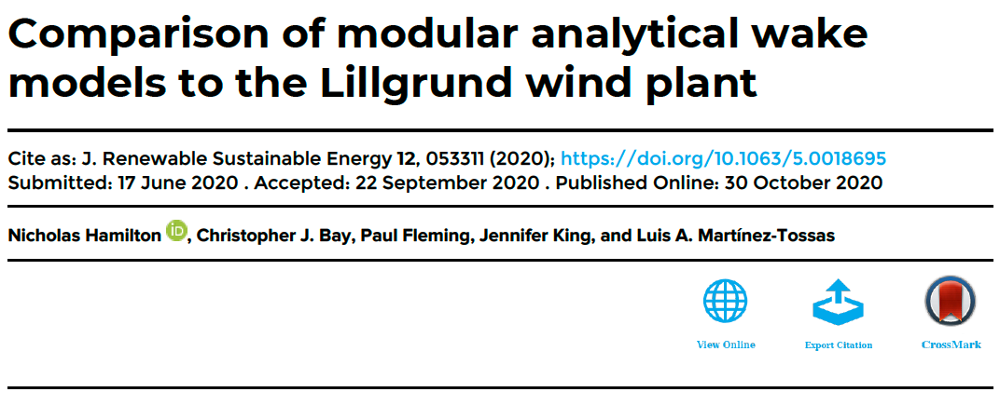 Comparison of modular analytical wake
models to the Lillgrund wind plant
Cite as: J. Renewable Sustainable Energy 12, 053311 (2020); https://doi.org/10.1063/5.0018695
Submitted: 17 June 2020 . Accepted: 22 September 2020 . Published Online: 30 October 2020
Nicholas Hamilton iD, Christopher J. Bay, Paul Fleming, Jennifer King, and Luis A. Martínez-Tossas
View Online Export Citation CrossMark